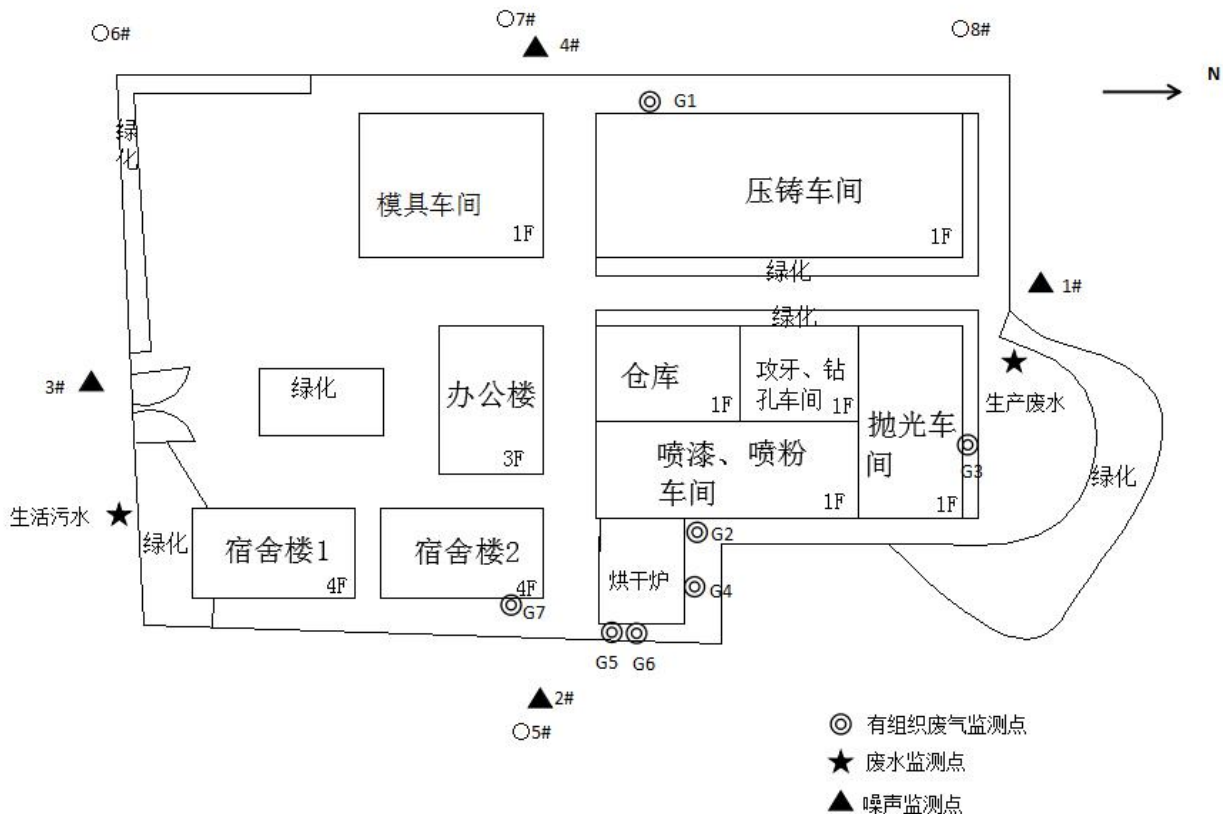 6#
7#
8#
4#
N
G1
绿
化
模具车间
1F
压铸车间
1F
绿化
1#
绿化
3#
绿化
办公楼
3F
仓库
1F
攻牙、钻
孔车间
1F
抛光车
间
1F
生产废水
G3
绿化
喷漆、喷粉
车间
1F
生活污水
绿化
宿舍楼1
4F
宿舍楼2
4F
G7
烘干炉
G2
G4
G5
G6
2#
5#
有组织废气监测点
废水监测点
噪声监测点